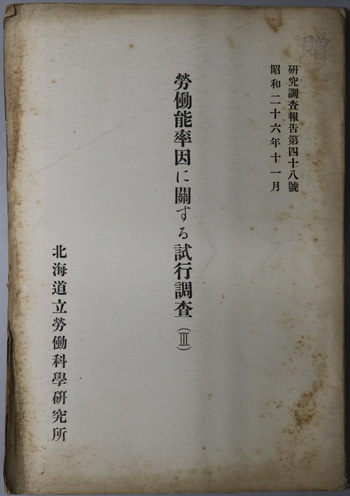 贈
研究調査報告第四十八號
昭和二十六年十一月
勞働能率因に關する試行調査(Ⅲ)
北海道立勞働科學研究所